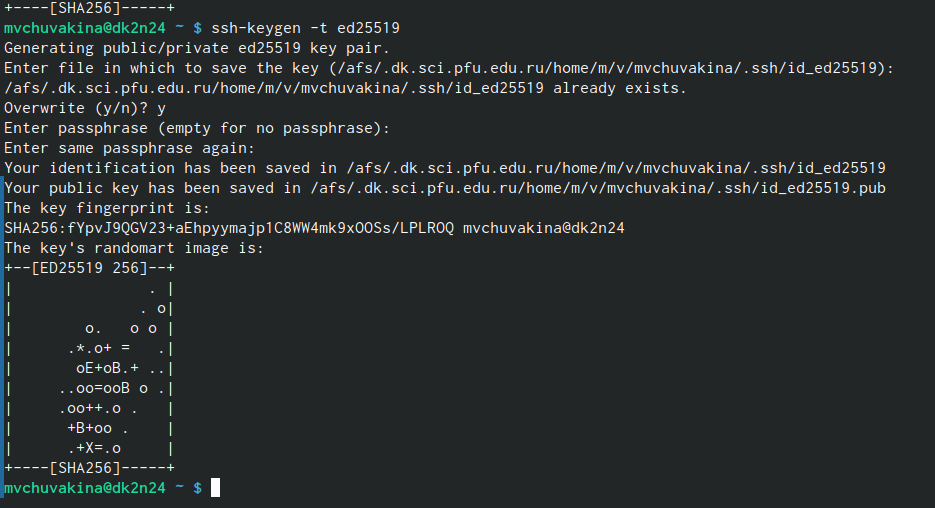 +----[SHA256]-----+
mvchuvakina@dk2n24 ~ $ ssh-keygen -t ed25519
Generating public/private ed25519 key pair.
Enter file in which to save the key (/afs/.dk.sci.pfu.edu.ru/home/m/v/mvchuvakina/.ssh/id_ed25519):
/afs/.dk.sci.pfu.edu.ru/home/m/v/mvchuvakina/.ssh/id_ed25519 already exists.
Overwrite (y/n)? y
Enter passphrase (empty for no passphrase):
Enter same passphrase again:
Your identification has been saved in /afs/.dk.sci.pfu.edu.ru/home/m/v/mvchuvakina/.ssh/id_ed25519
Your public key has been saved in /afs/.dk.sci.pfu.edu.ru/home/m/v/mvchuvakina/.ssh/id_ed25519.pub
The key fingerprint is:
SHA256:fYpvJ9QGV23+aEhpyymajp1C8WW4mk9xOOSs/LPLROQ mvchuvakina@dk2n24
The key's randomart image is:
+--[ED25519 256]--+
|               . |
|              . o|
|        o.   o o |
|      .*.o+ =   .|
|       oE+oB.+ ..|
|     ..oo=ooB o .|
|     .oo++.o .   |
|      +B+oo .    |
|      .+X=.o     |
+----[SHA256]-----+
mvchuvakina@dk2n24 ~ $